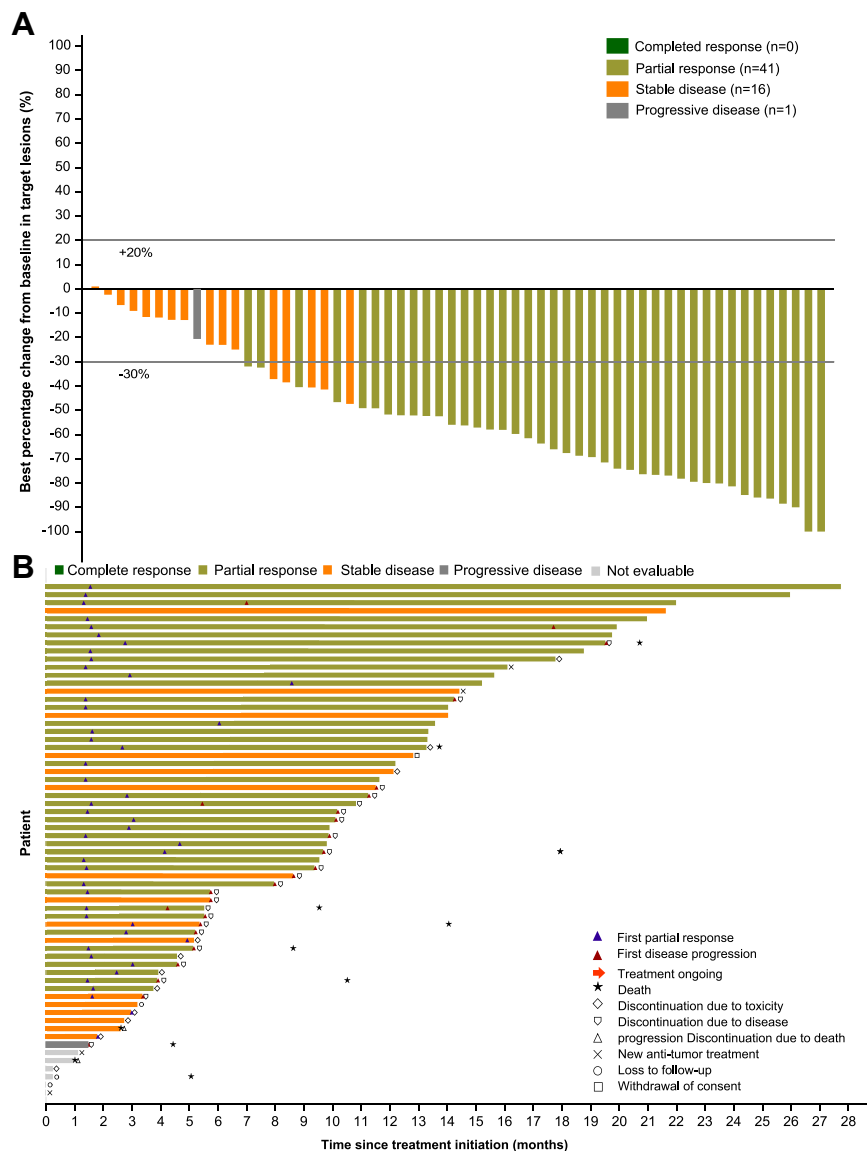 A
Best percentage change from baseline in target lesions (%)
100
90
80
70
60
50
40
30
20
10
0
-10
-20
-30
-40
-50
-60
-70
-80
-90
-100
+20%
-30%
Completed response (n=0)
Partial response (n=41)
Stable disease (n=16)
Progressive disease (n=1)
B
Complete response Partial response Stable disease Progressive disease Not evaluable
Patient
First partial response
First disease progression
Treatment ongoing
Death
Discontinuation due to toxicity
Discontinuation due to disease
progression Discontinuation due to death
New anti-tumor treatment
Loss to follow-up
Withdrawal of consent
0 1 2 3 4 5 6 7 8 9 10 11 12 13 14 15 16 17 18 19 20 21 22 23 24 25 26 27 28
Time since treatment initiation (months)